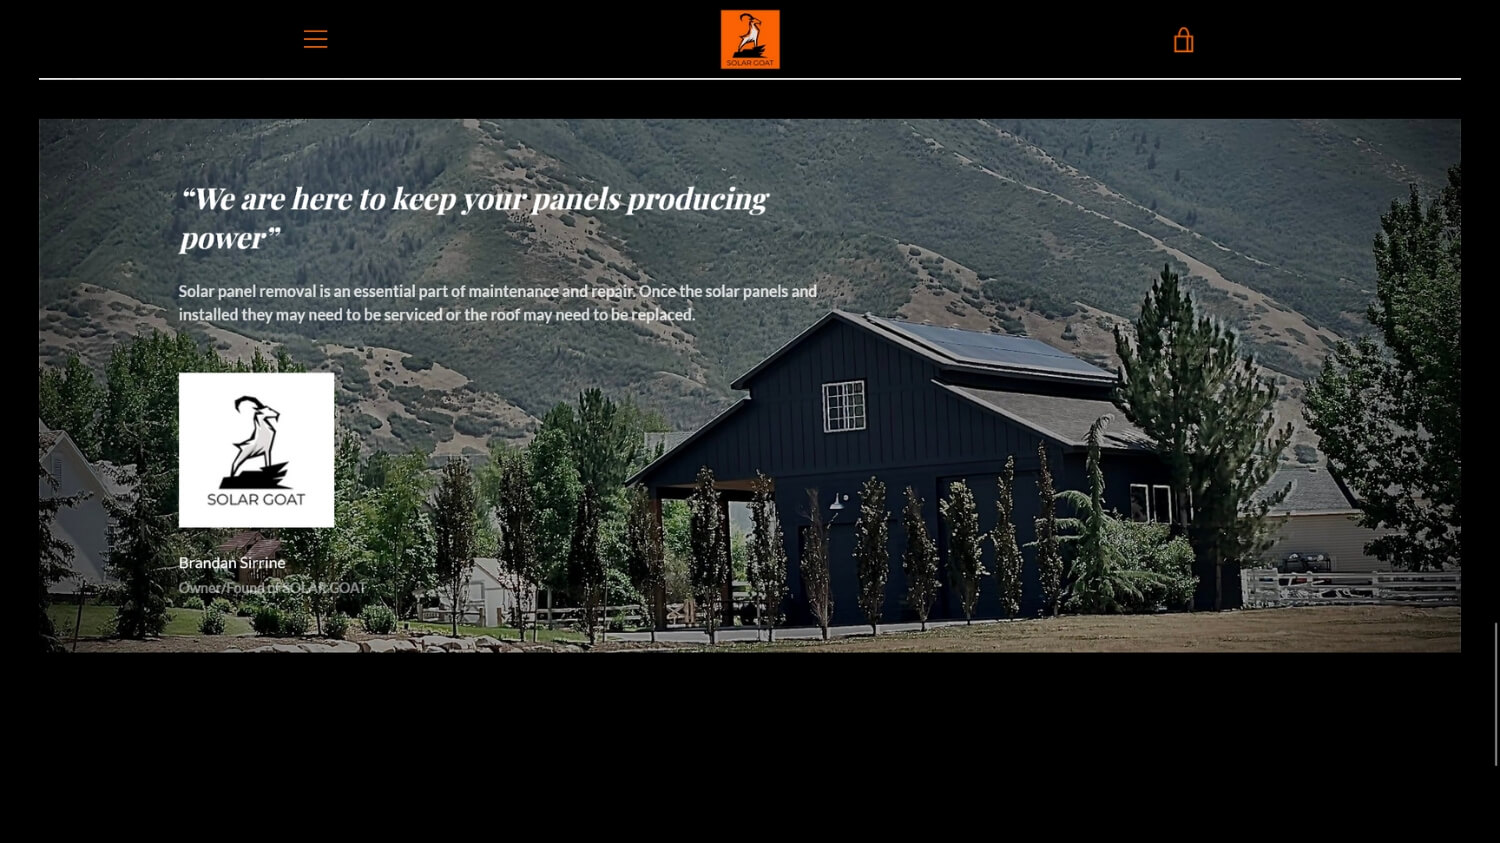 SOLAR GOAT
“We are here to keep your panels producing
power”
Solar panel removal is an essential part of maintenance and repair. Once the solar panels and
installed they may need to be serviced or the roof may need to be replaced.
SOLAR GOAT
Brandan Sirrine
Owner/Found of SOLAR GOAT